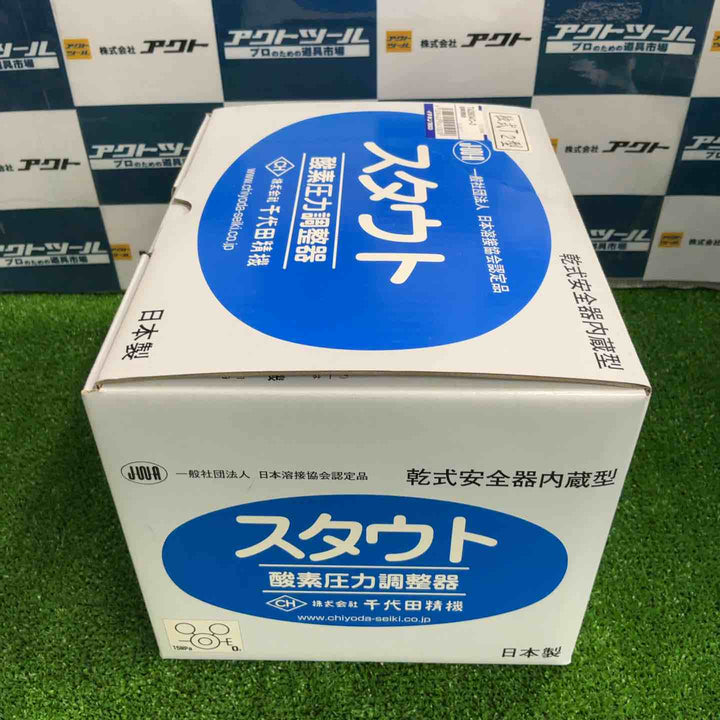 アクトツール
プロのための道具市場
株式会社 アクト
JWA
一般社団法人 日本溶接協会認定品
スタウト
酸素圧力調整器
CH 株式会社 千代田精機
www.chiyoda-seiki.co.jp
乾式安全器内蔵型
日本製
JWA
一般社団法人 日本溶接協会認定品
乾式安全器内蔵型
スタウト
酸素圧力調整器
CH 株式会社 千代田精機
www.chiyoda-seiki.co.jp
15MPa
日本製